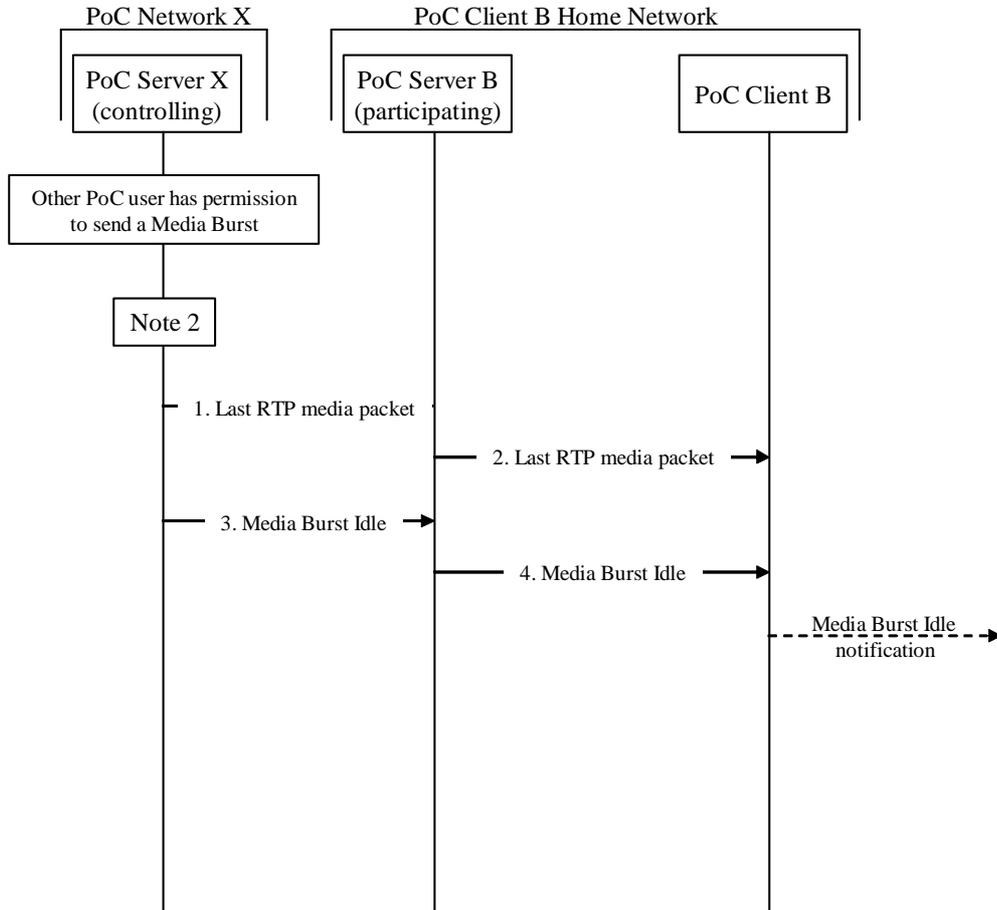 PoC Network X
PoC Client B Home Network
PoC Server X
(controlling)
PoC Server B
(participating)
PoC Client B
Other PoC user has permission
to send a Media Burst
Note 2
1. Last RTP media packet
2. Last RTP media packet
3. Media Burst Idle
4. Media Burst Idle
Media Burst Idle
notification